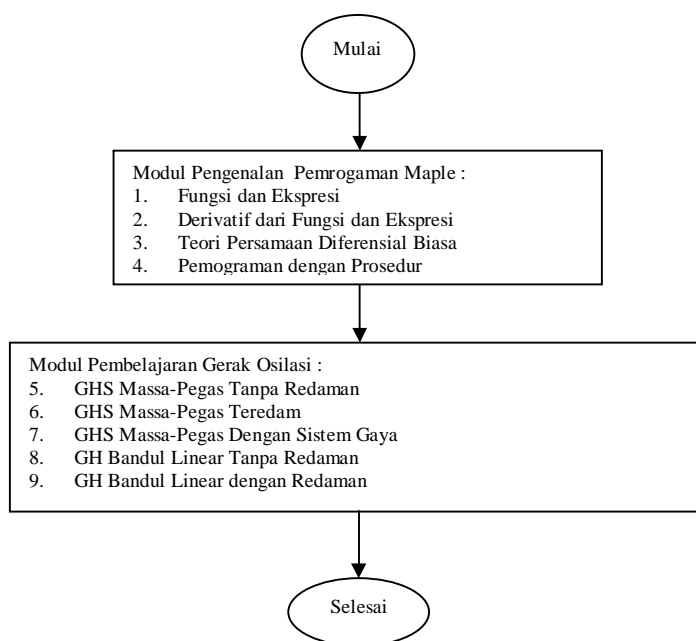 Mulai
Modul Pengenalan Pemrogaman Maple :
1. Fungsi dan Ekspresi
2. Derivatif dari Fungsi dan Ekspresi
3. Teori Persamaan Diferensial Biasa
4. Pemograman dengan Prosedur
Modul Pembelajaran Gerak Osilasi :
5. GHS Massa-Pegas Tanpa Redaman
6. GHS Massa-Pegas Teredam
7. GHS Massa-Pegas Dengan Sistem Gaya
8. GH Bandul Linear Tanpa Redaman
9. GH Bandul Linear dengan Redaman
Selesai